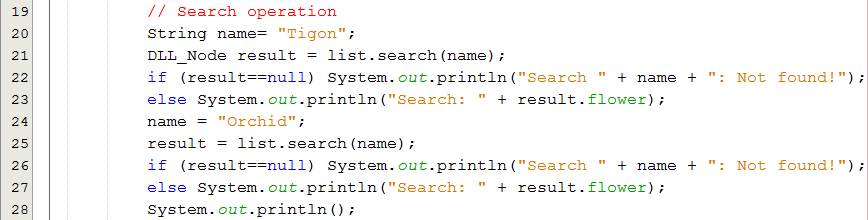 19 // Search operation
20 String name= "Tigon";
21 DLL_Node result = list.search(name);
22 if (result==null) System.out.println("Search " + name + ": Not found!");
23 else System.out.println("Search: " + result.flower);
24 name = "Orchid";
25 result = list.search(name);
26 if (result==null) System.out.println("Search " + name + ": Not found!");
27 else System.out.println("Search: " + result.flower);
28 System.out.println();